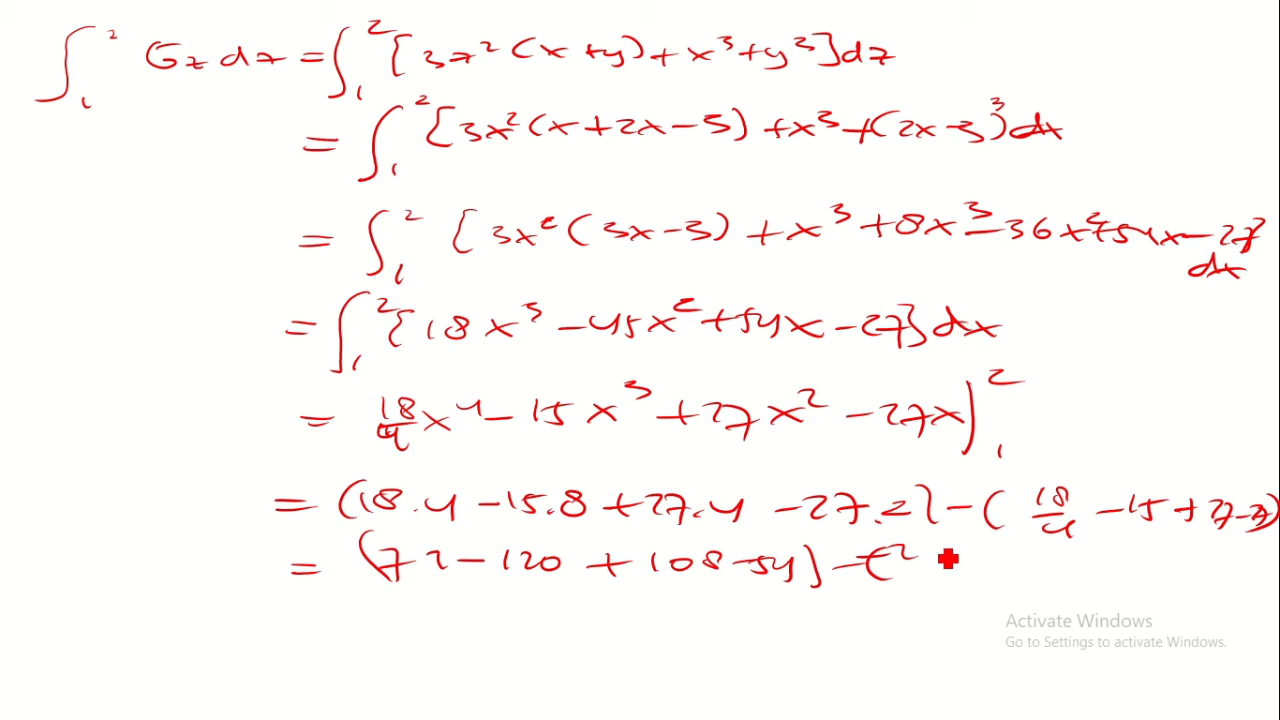 ∫₁² Gz dz = ∫₁² [3z² (x + y) + x³ + y³] dz
= ∫₁² [3x² (x + 2x - 3) + x³ + (2x - 3)³ dx
= ∫₁² [3x² (3x - 3) + x³ + 8x³ - 36x² + 54x - 27]
dx
= ∫₁² [18x³ - 45x² + 54x - 27] dx
= 18/4 x⁴ - 15x³ + 27x² - 27x)₁²
= (18.4 - 15.8 + 27.4 - 27.2) - (18/4 - 15 + 27 - 27)
= (72 - 120 + 108 - 54) - (
Activate Windows
Go to Settings to activate Windows.